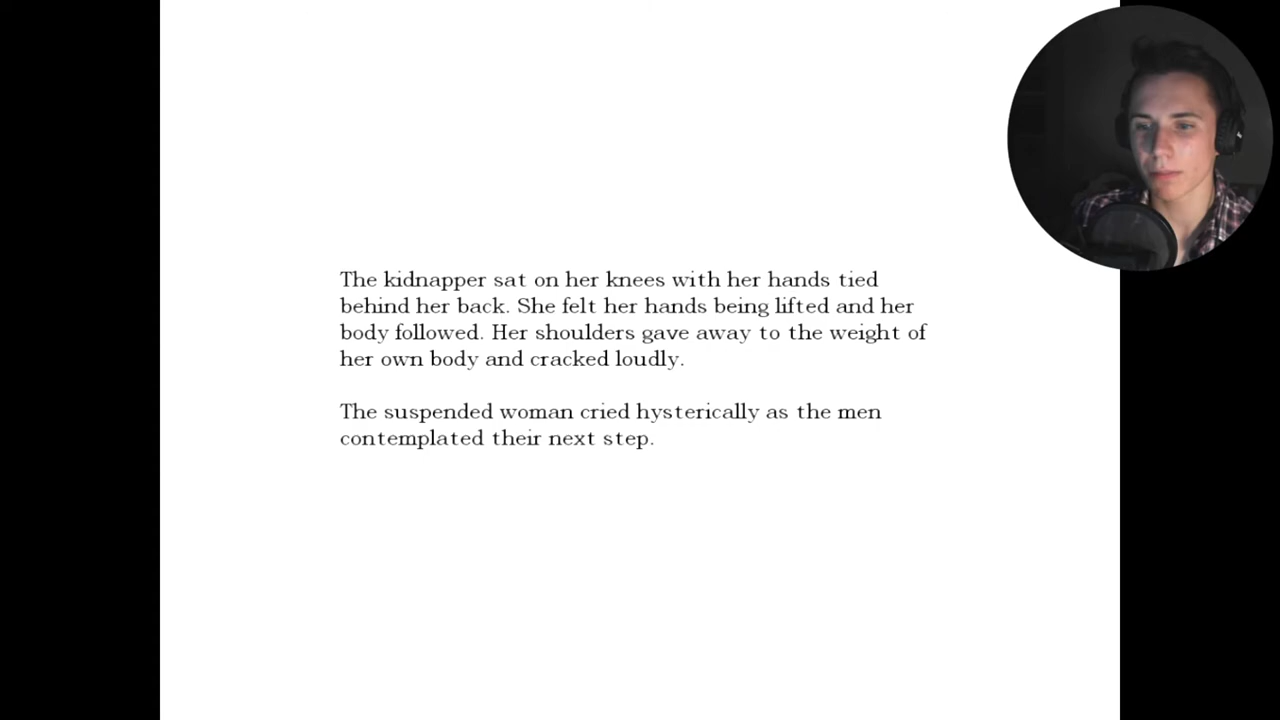 The kidnapper sat on her knees with her hands tied
behind her back. She felt her hands being lifted and her
body followed. Her shoulders gave away to the weight of
her own body and cracked loudly.
The suspended woman cried hysterically as the men
contemplated their next step.